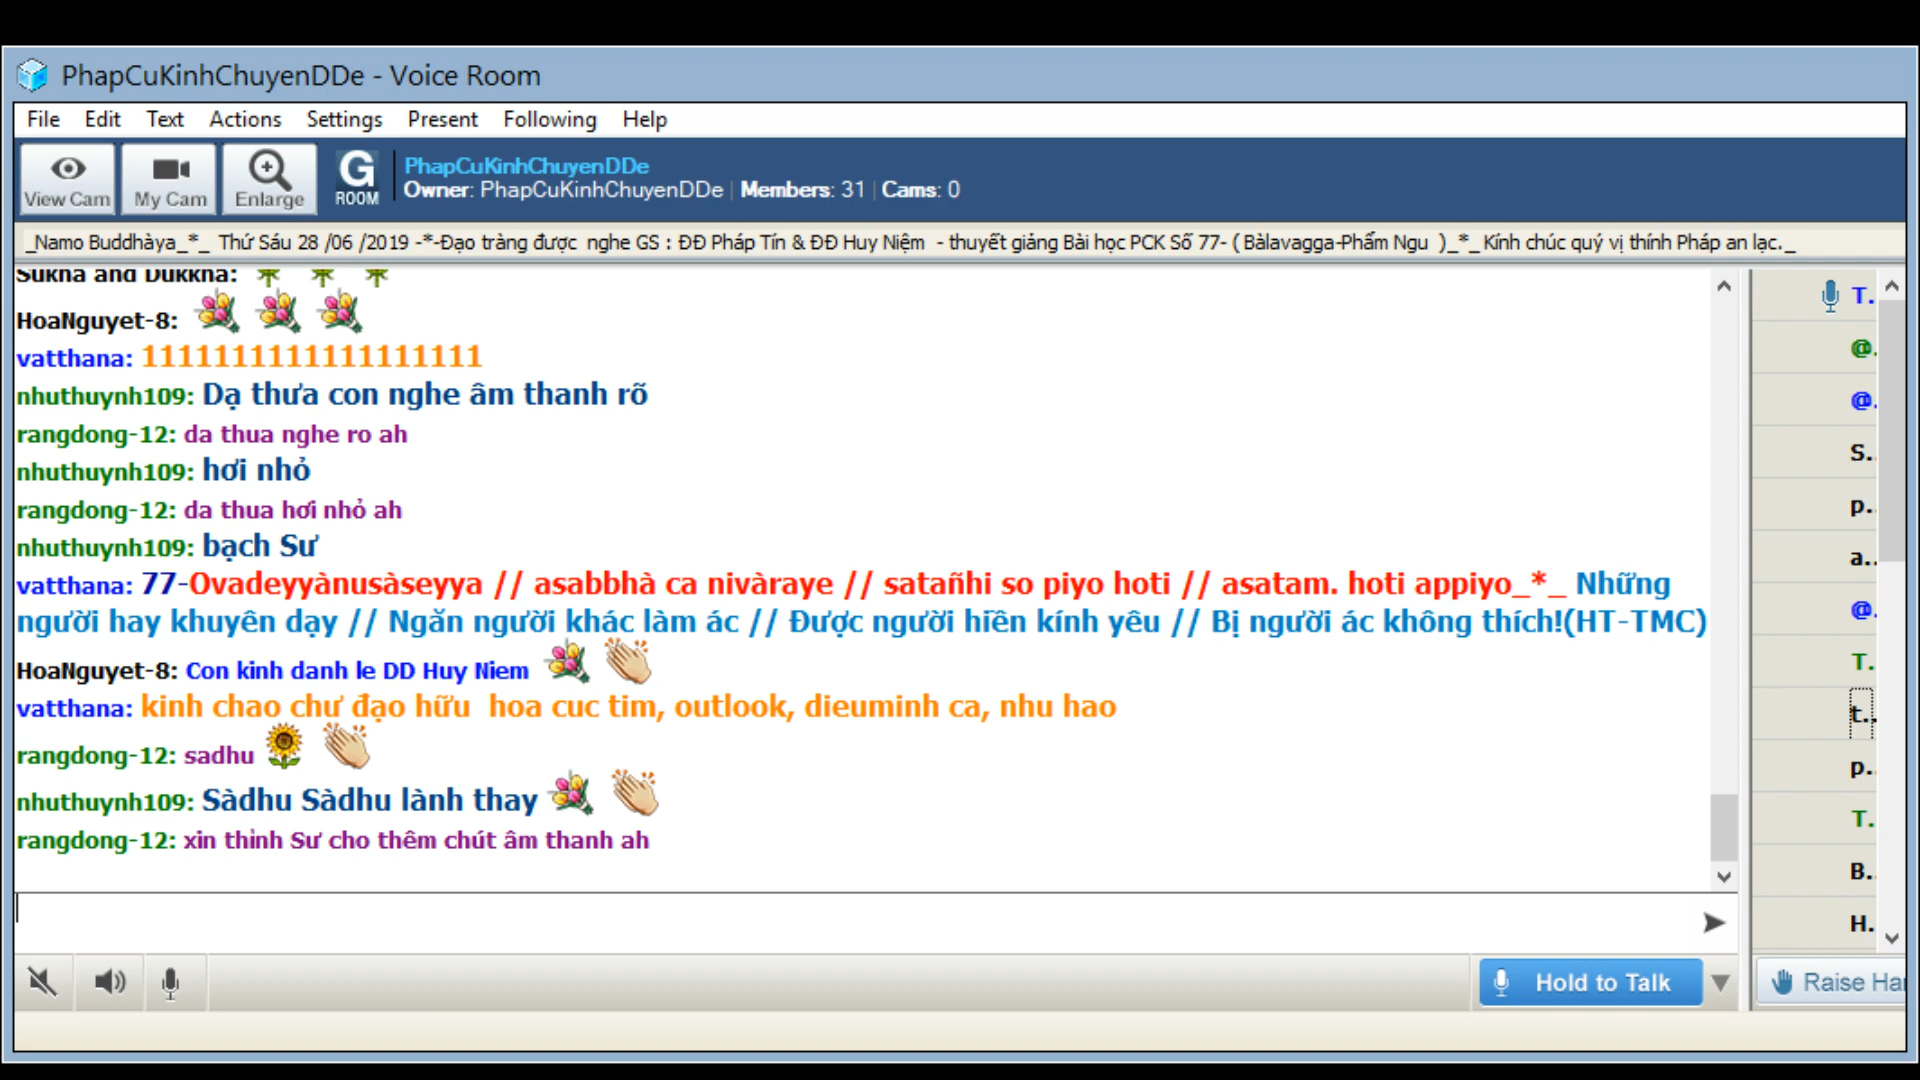 PhapCuKinhChuyenDDe - Voice Room
File Edit Text Actions Settings Present Following Help
View Cam My Cam Enlarge G ROOM
PhapCuKinhChuyenDDe
Owner: PhapCuKinhChuyenDDe | Members: 31 | Cams: 0
_Namo Buddhàya_*_ Thứ Sáu 28 /06 /2019 -*-Đạo tràng được nghe GS : ĐĐ Pháp Tín & ĐĐ Huy Niệm - thuyết giảng Bài học PCK Số 77- ( Bàlavagga-Phẩm Ngu )_*_ Kính chúc quý vị thính Pháp an lạc._
Sukha and Dukkha:
HoaNguyet-8:
vatthana: 1111111111111111111
nhuthuynh109: Dạ thưa con nghe âm thanh rõ
rangdong-12: da thua nghe ro ah
nhuthuynh109: hơi nhỏ
rangdong-12: da thua hơi nhỏ ah
nhuthuynh109: bạch Sư
vatthana: 77-Ovadeyyànusàseyya // asabbhà ca nivàraye // satañhi so piyo hoti // asatam. hoti appiyo_*_ Những
người hay khuyên dạy // Ngăn người khác làm ác // Được người hiền kính yêu // Bị người ác không thích!(HT-TMC)
HoaNguyet-8: Con kinh danh le DD Huy Niem
vatthana: kinh chao chư đạo hữu hoa cuc tim, outlook, dieuminh ca, nhu hao
rangdong-12: sadhu
nhuthuynh109: Sàdhu Sàdhu lành thay
rangdong-12: xin thỉnh Sư cho thêm chút âm thanh ah
T.
@.
@.
S..
p..
a..
@.
T.
t..
p..
T.
B..
H.
Hold to Talk
Raise Ha